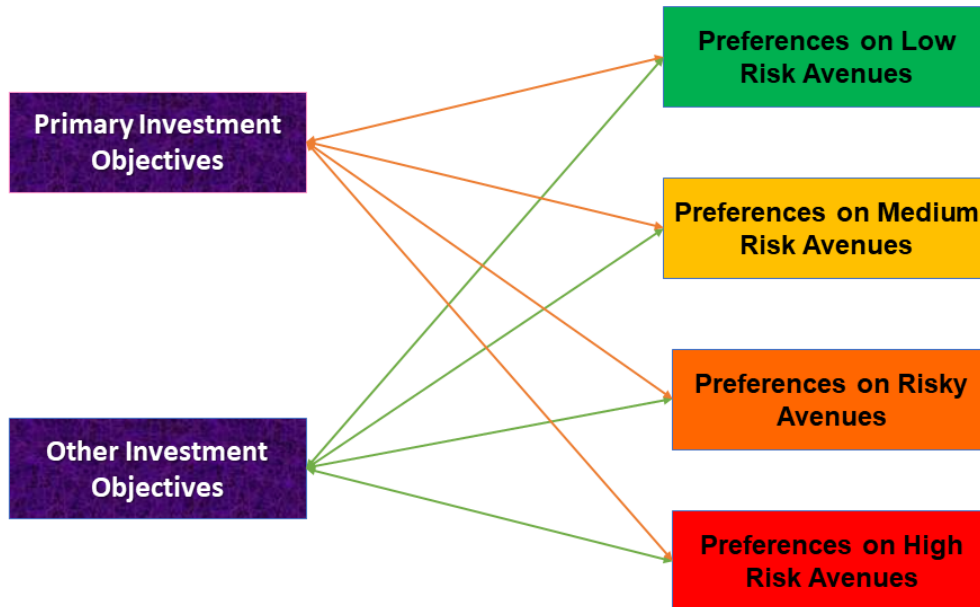 Primary Investment
Objectives
Other Investment
Objectives
Preferences on Low
Risk Avenues
Preferences on Medium
Risk Avenues
Preferences on Risky
Avenues
Preferences on High
Risk Avenues